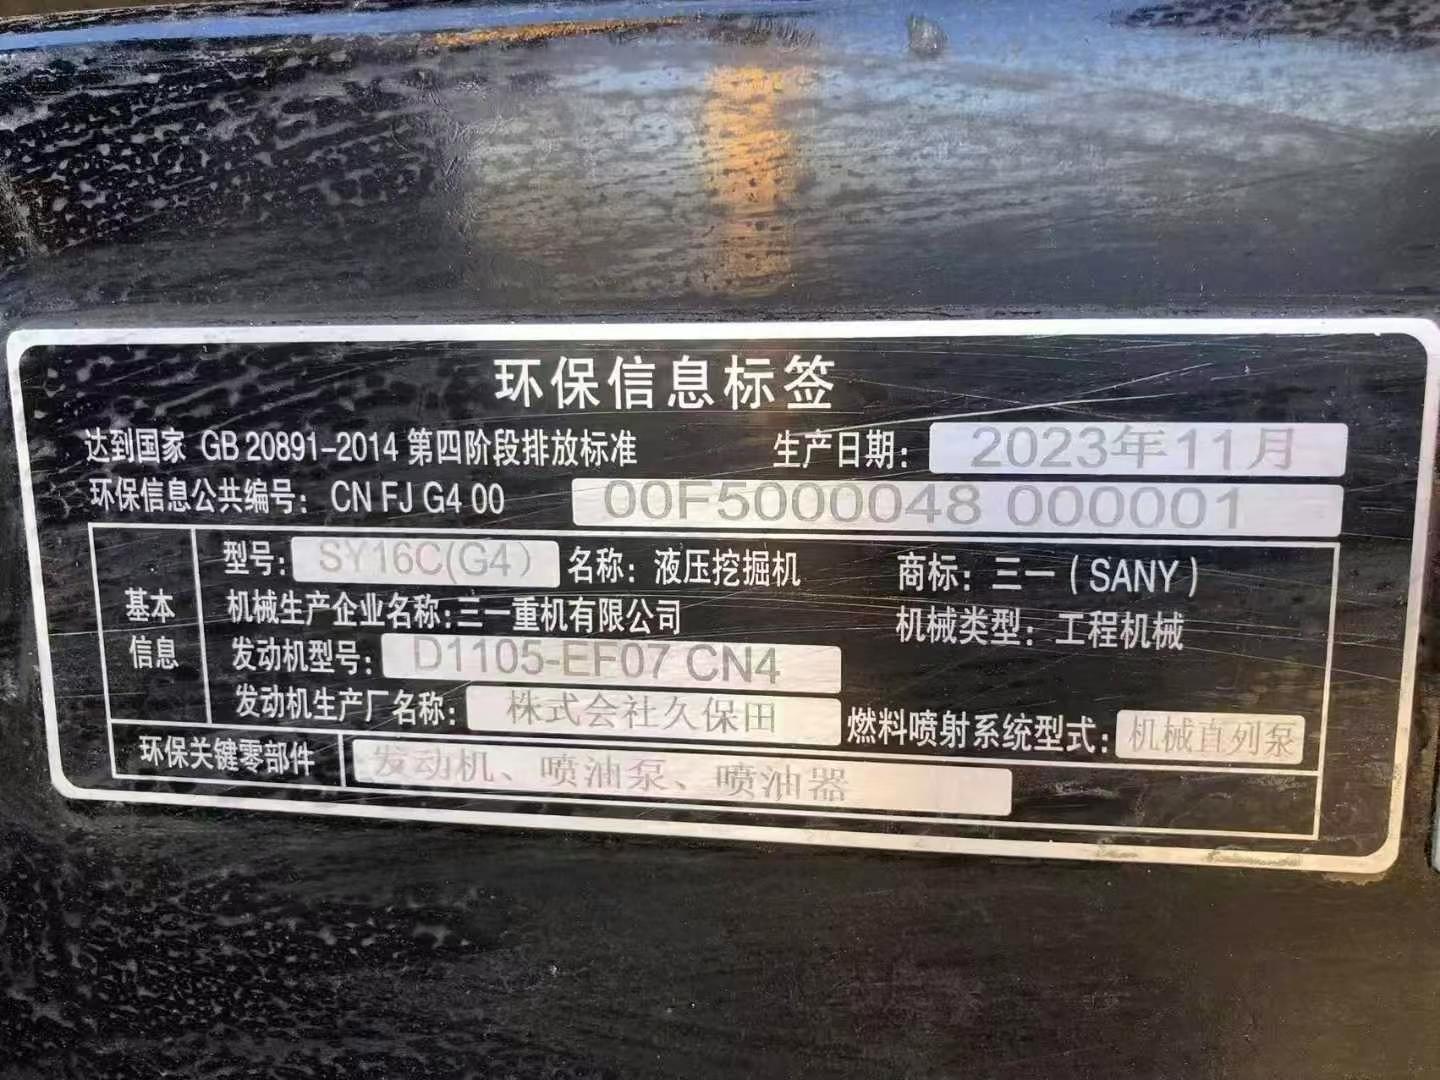 环保信息标签
达到国家 GB 20891-2014 第四阶段排放标准 生产日期: 2023年11月
环保信息公共编号: CN FJ G4 00 00F5000048 000001
基本信息
型号: SY16C(G4) 名称: 液压挖掘机 商标: 三一 (SANY)
机械生产企业名称: 三一重机有限公司 机械类型: 工程机械
发动机型号: D1105-EF07 CN4
发动机生产厂名称: 株式会社久保田 燃料喷射系统型式: 机械直列泵
环保关键零部件 发动机、喷油泵、喷油器